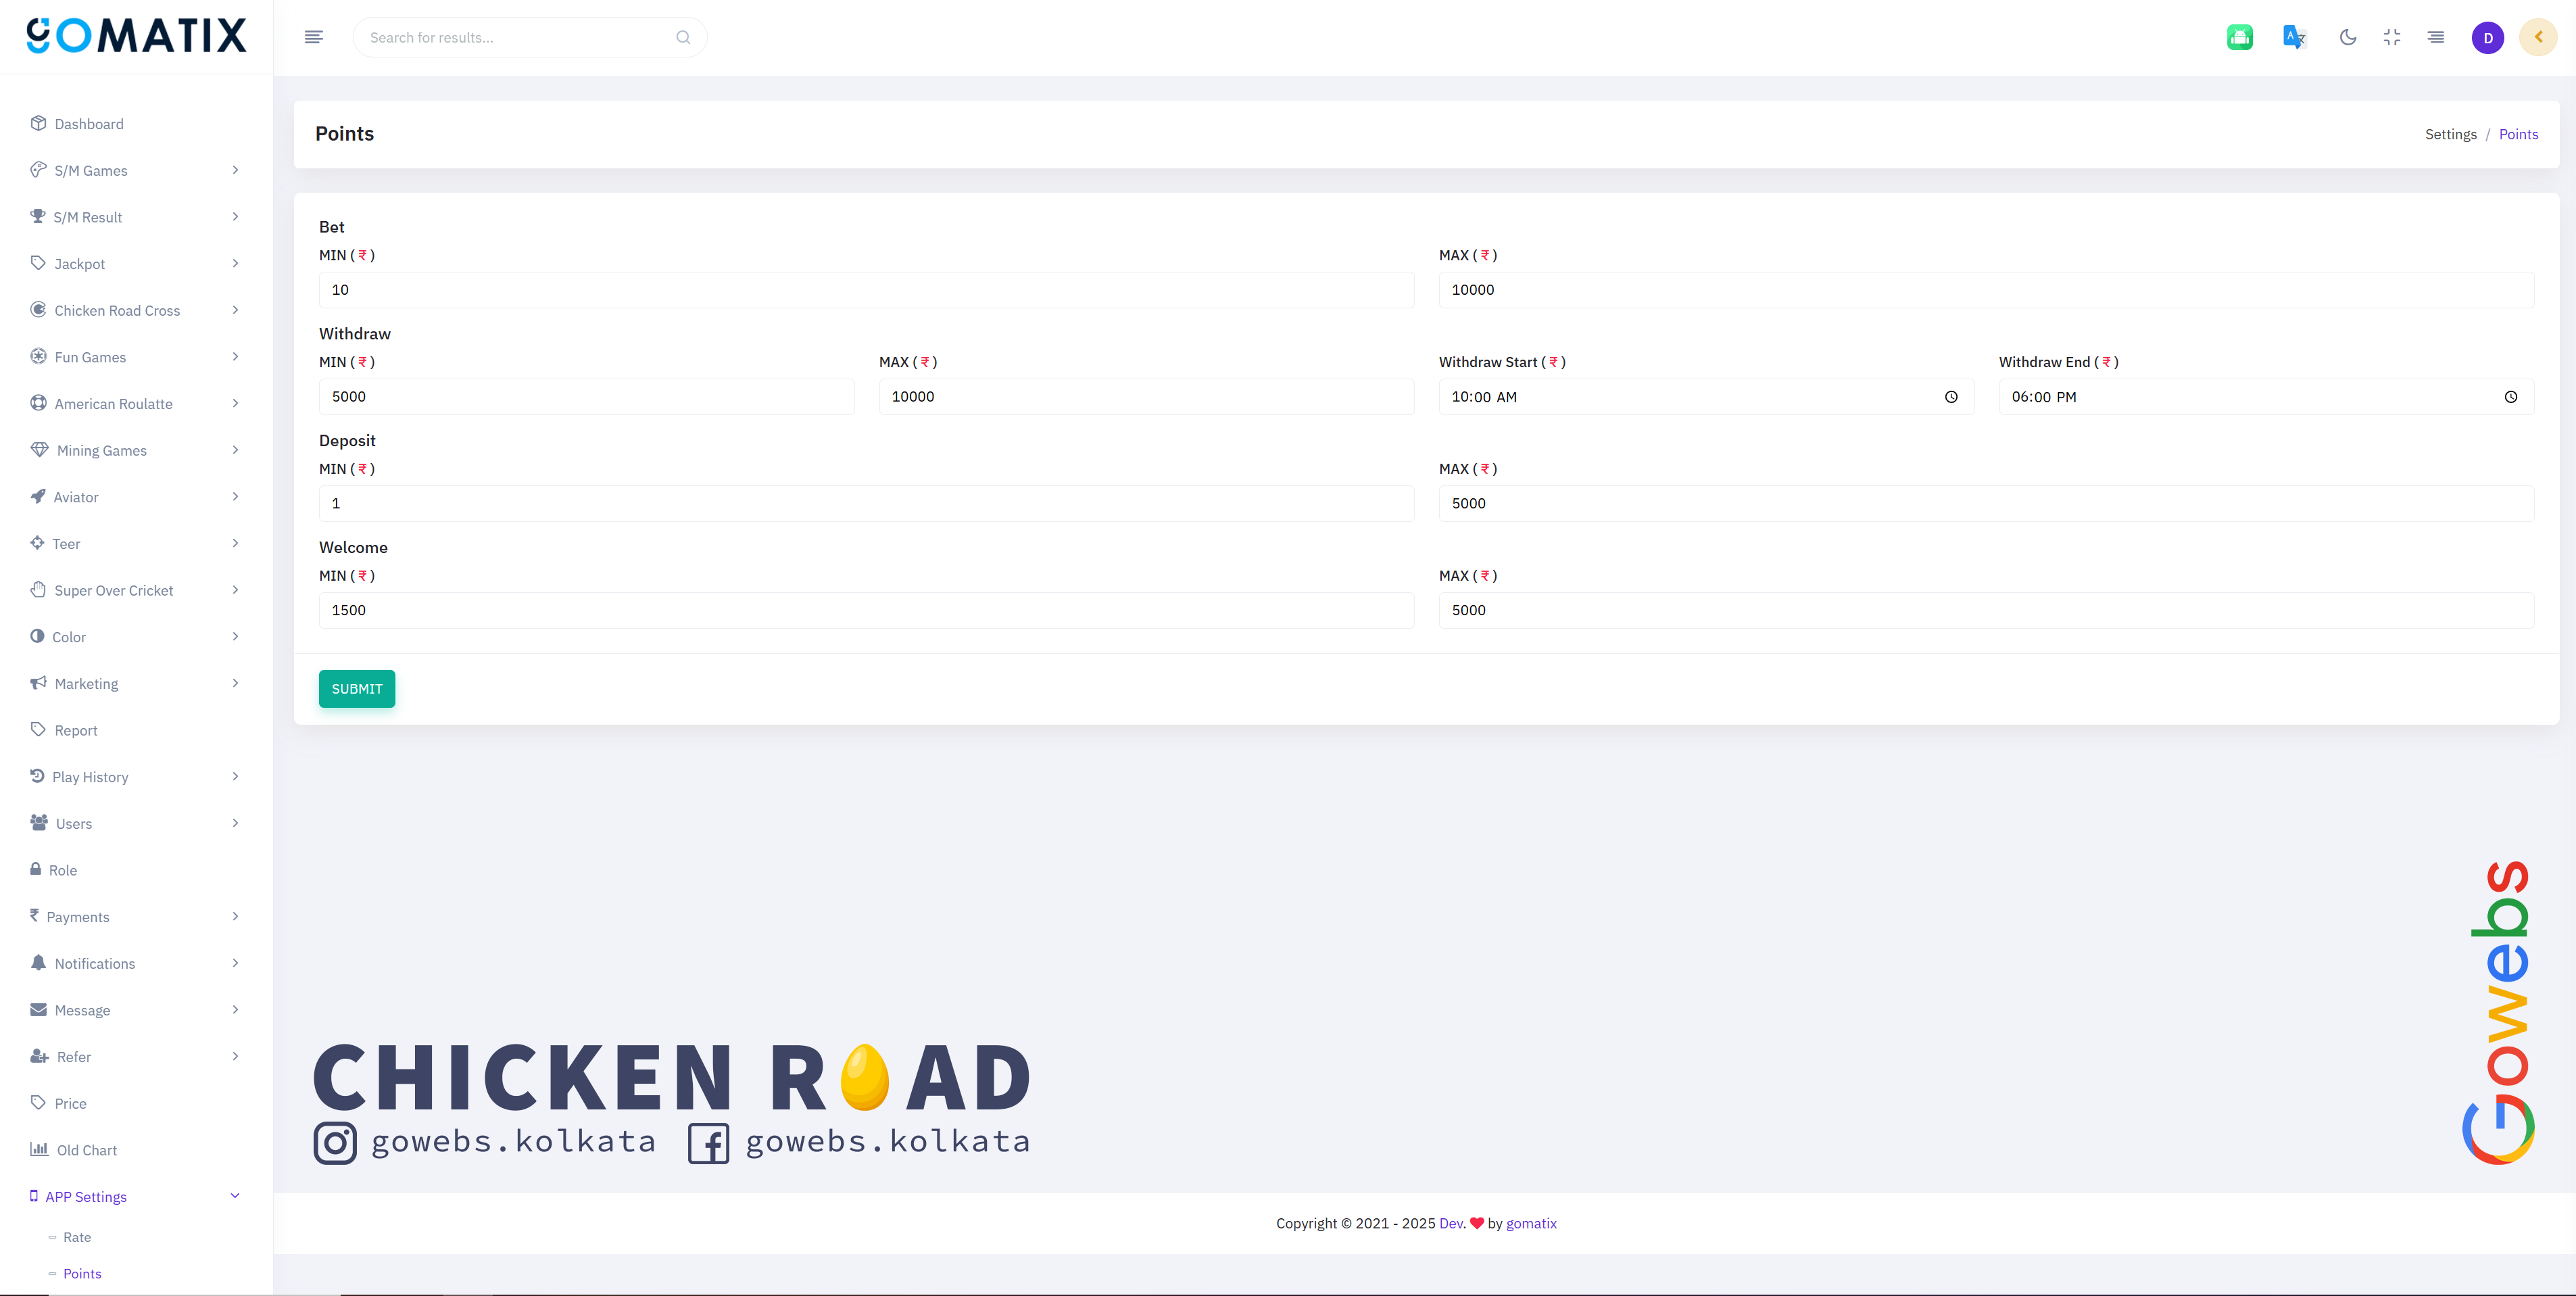 GOMATIX
Search for results...
D
Dashboard
S/M Games
S/M Result
Jackpot
Chicken Road Cross
Fun Games
American Roulatte
Mining Games
Aviator
Teer
Super Over Cricket
Color
Marketing
Report
Play History
Users
Role
Payments
Notifications
Message
Refer
Price
Old Chart
APP Settings
Rate
Points
Points
Settings / Points
Bet
MIN ( ₹ )
MAX ( ₹ )
10
10000
Withdraw
MIN ( ₹ )
MAX ( ₹ )
Withdraw Start ( ₹ )
Withdraw End ( ₹ )
5000
10000
10:00 AM
06:00 PM
Deposit
MIN ( ₹ )
MAX ( ₹ )
1
5000
Welcome
MIN ( ₹ )
MAX ( ₹ )
1500
5000
SUBMIT
CHICKEN ROAD
gowebs.kolkata gowebs.kolkata
Gowebs
Copyright © 2021 - 2025 Dev. ❤ by gomatix